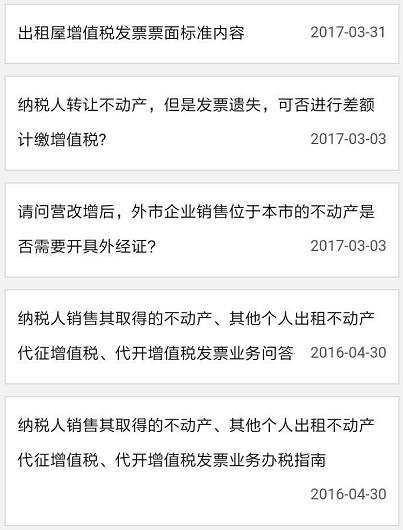 出租屋增值税发票票面标准内容 2017-03-31
纳税人转让不动产，但是发票遗失，可否进行差额
计缴增值税? 2017-03-03
请问营改增后，外市企业销售位于本市的不动产是
否需要开具外经证? 2017-03-03
纳税人销售其取得的不动产、其他个人出租不动产
代征增值税、代开增值税发票业务问答 2016-04-30
纳税人销售其取得的不动产、其他个人出租不动产
代征增值税、代开增值税发票业务办税指南
2016-04-30